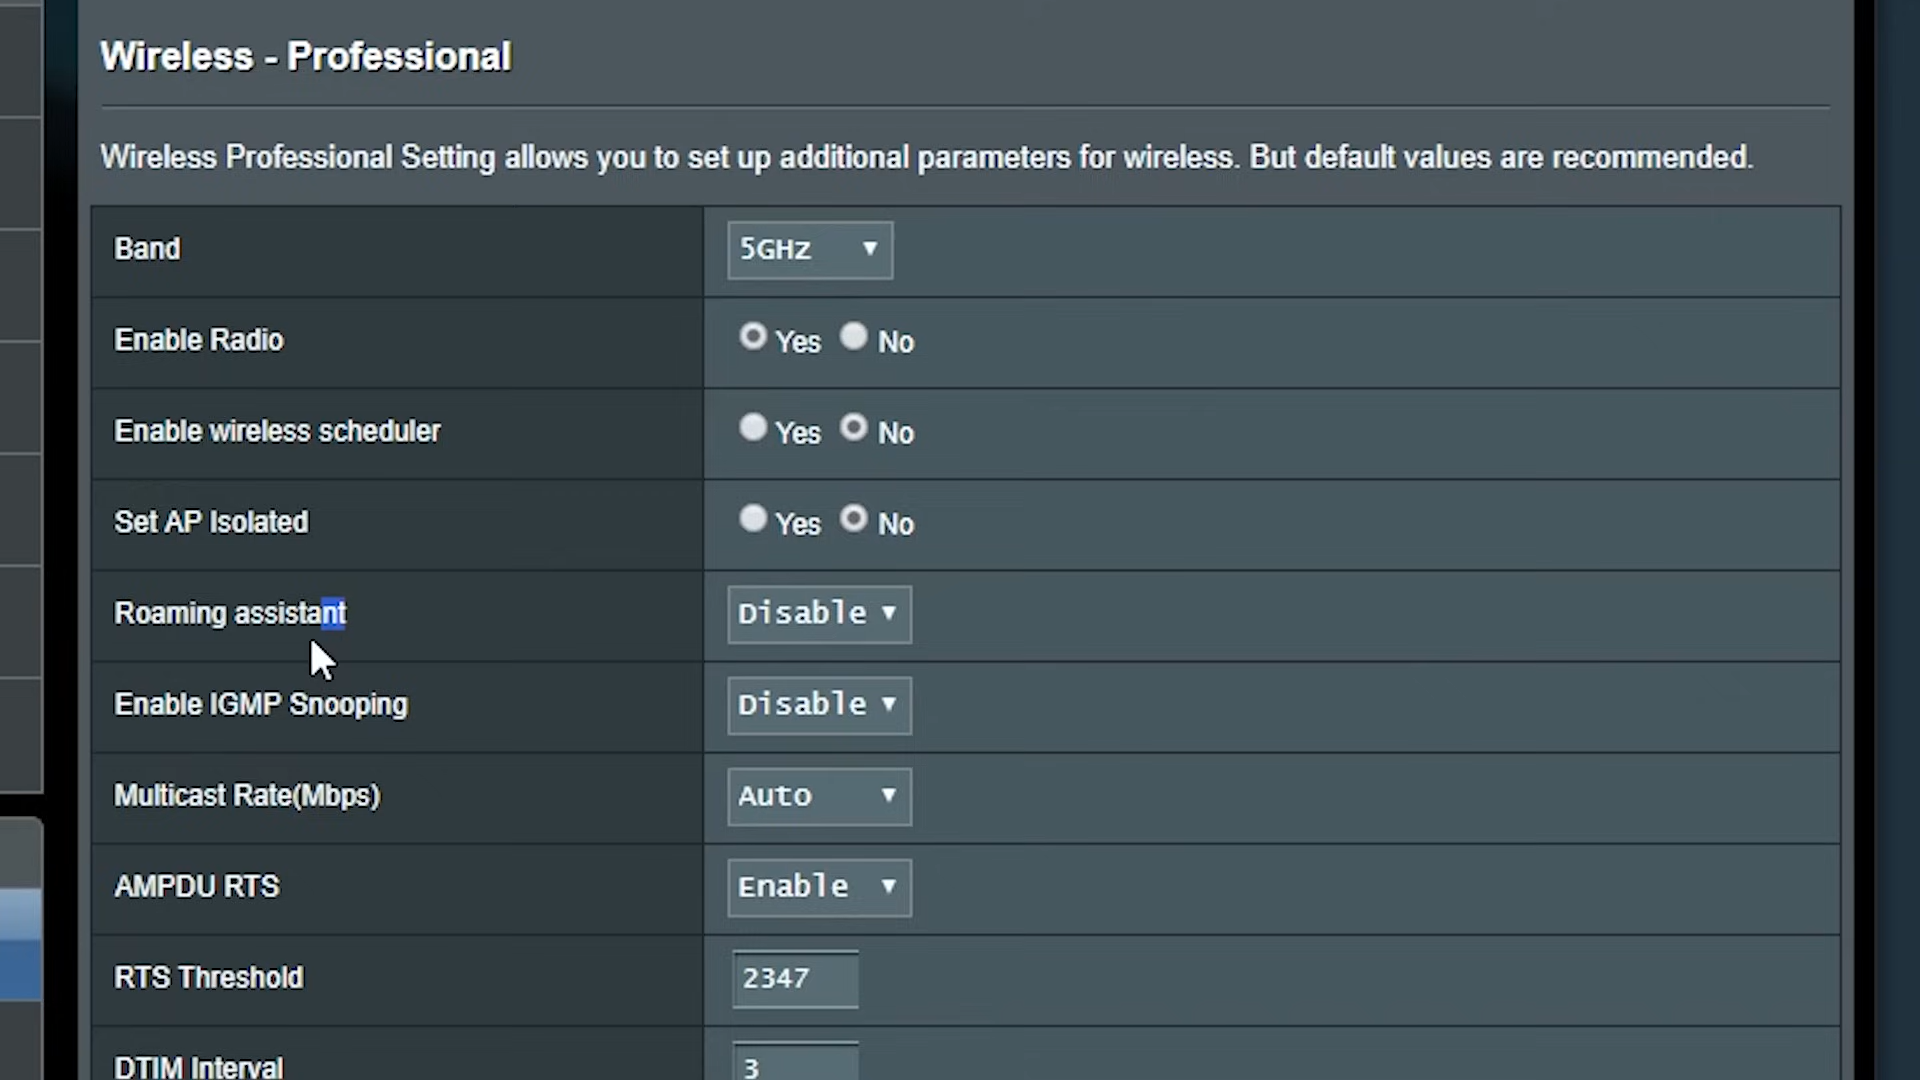 Wireless - Professional
Wireless Professional Setting allows you to set up additional parameters for wireless. But default values are recommended.
Band 5GHz
Enable Radio Yes No
Enable wireless scheduler Yes No
Set AP Isolated Yes No
Roaming assistant Disable
Enable IGMP Snooping Disable
Multicast Rate(Mbps) Auto
AMPDU RTS Enable
RTS Threshold 2347
DTIM Interval 3